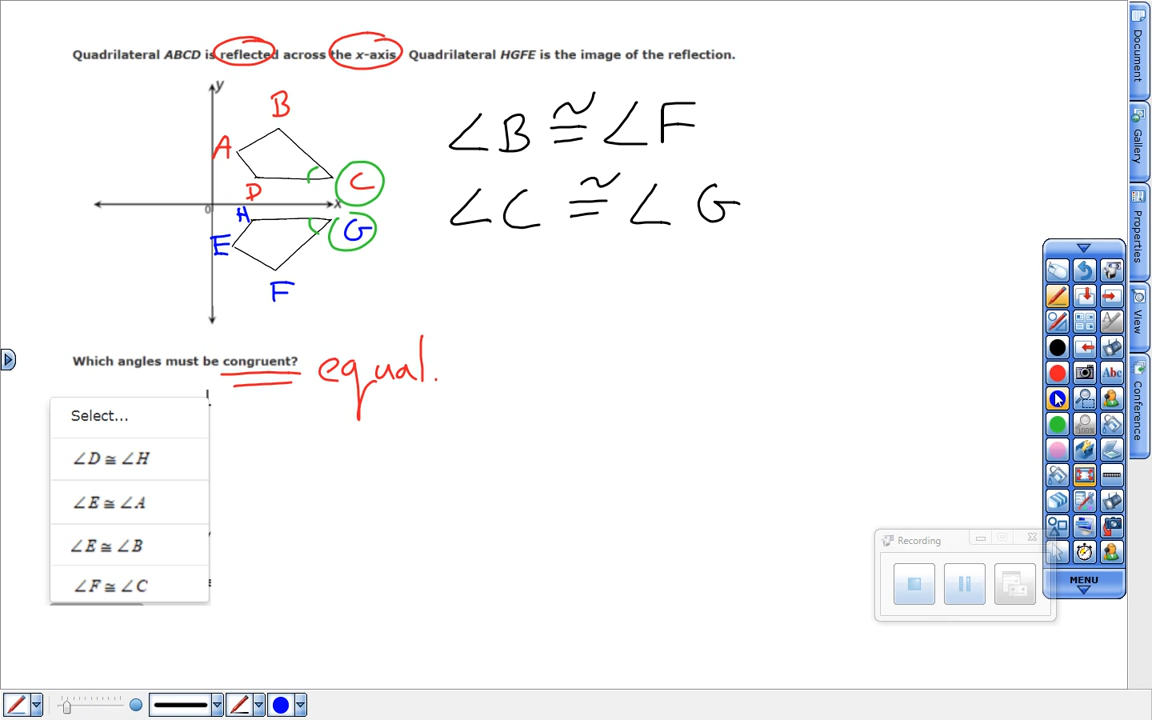 Quadrilateral ABCD is reflected across the x-axis. Quadrilateral HGFE is the image of the reflection.
y
B
∠B ≅ ∠F
A
C
D
x
0
∠C ≅ ∠G
H
G
E
F
Which angles must be congruent?
equal.
Select...
∠D ≅ ∠H
∠E ≅ ∠A
∠E ≅ ∠B
∠F ≅ ∠C
Document
Gallery
Properties
View
Conference
Abc
MENU
Recording